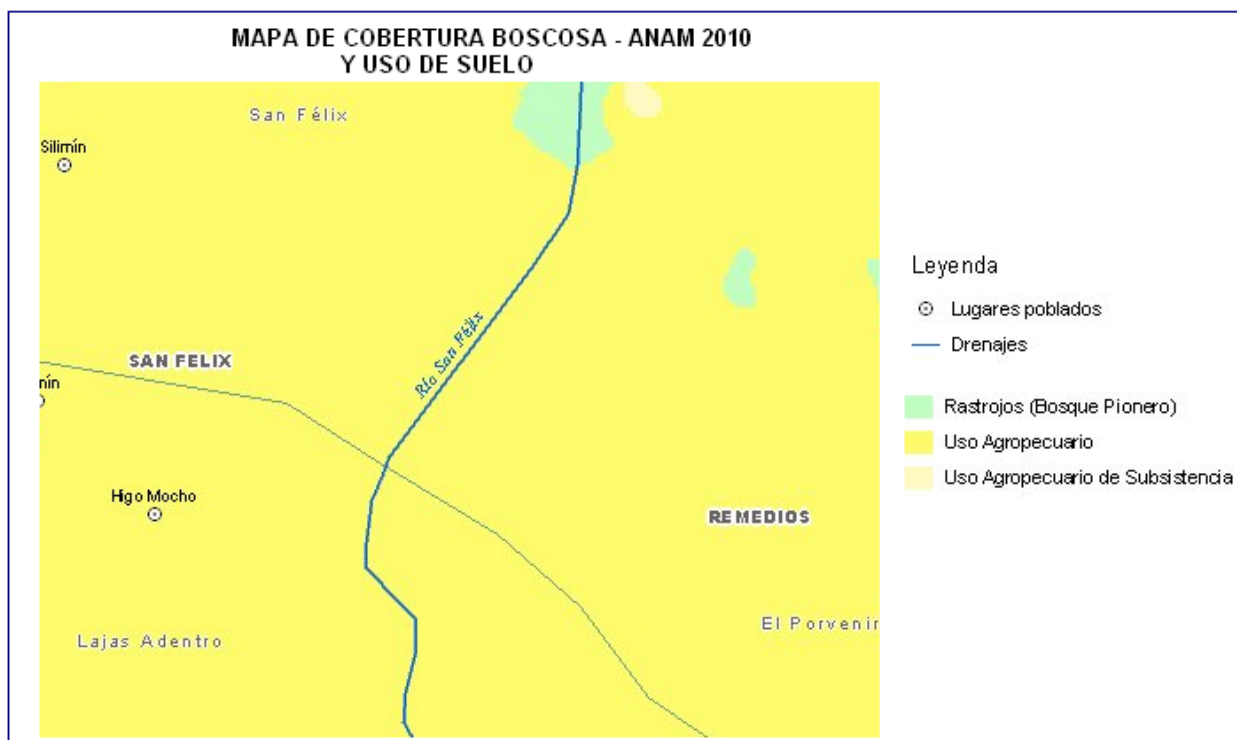 MAPA DE COBERTURA BOSCOSA - ANAM 2010
Y USO DE SUELO
San Félix
Silimín
Río San Félix
SAN FELIX
nín
Higo Mocho
REMEDIOS
El Porvenir
Lajas Adentro
Leyenda
Lugares poblados
Drenajes
Rastrojos (Bosque Pionero)
Uso Agropecuario
Uso Agropecuario de Subsistencia